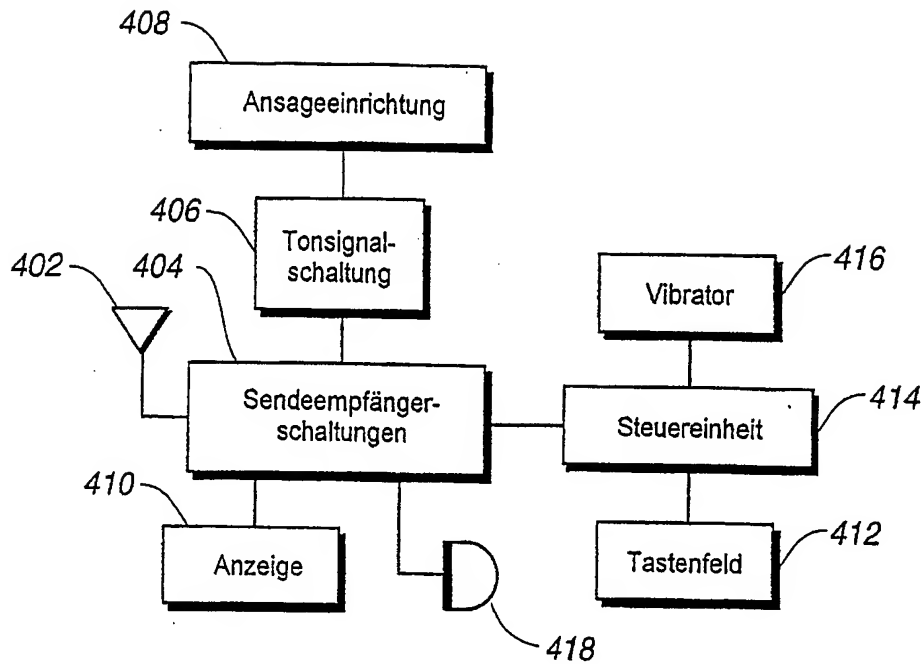 408
Ansageeinrichtung
406
Tonsignal-
schaltung
402
404
Vibrator
416
Sendeempfänger-
schaltungen
Steuereinheit
414
410
Anzeige
Tastenfeld
412
418